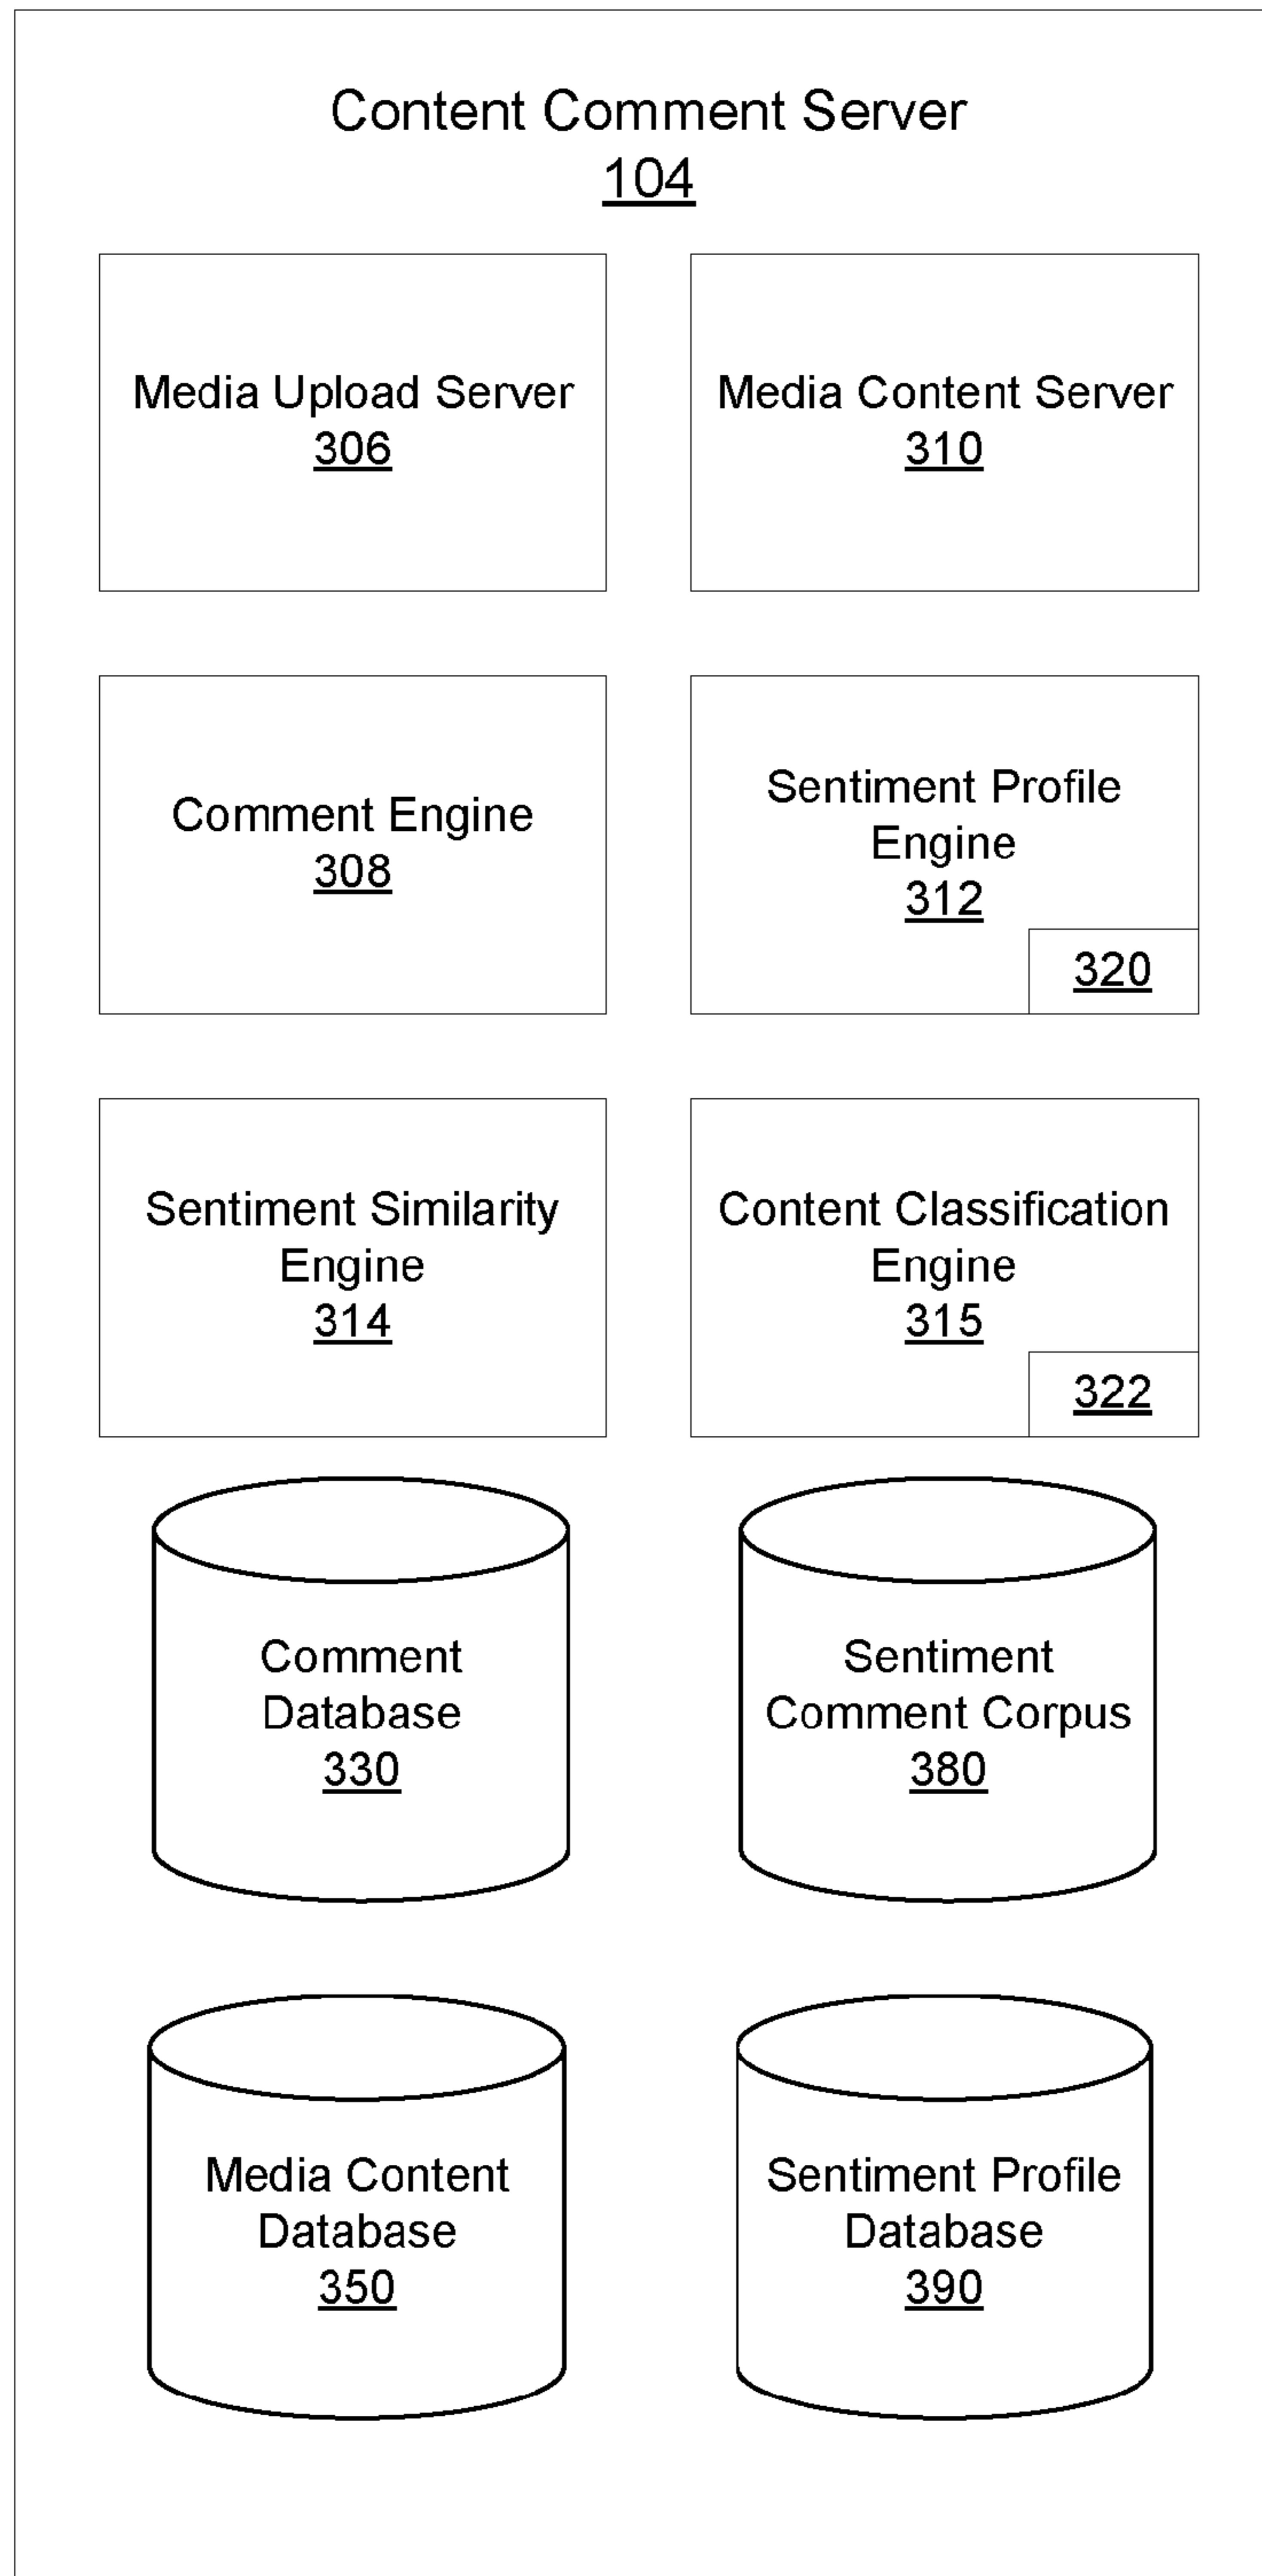 Content Comment Server
104
Media Upload Server
306
Media Content Server
310
Comment Engine
308
Sentiment Profile
Engine
312
320
Sentiment Similarity
Engine
314
Content Classification
Engine
315
322
Comment
Database
330
Sentiment
Comment Corpus
380
Media Content
Database
350
Sentiment Profile
Database
390